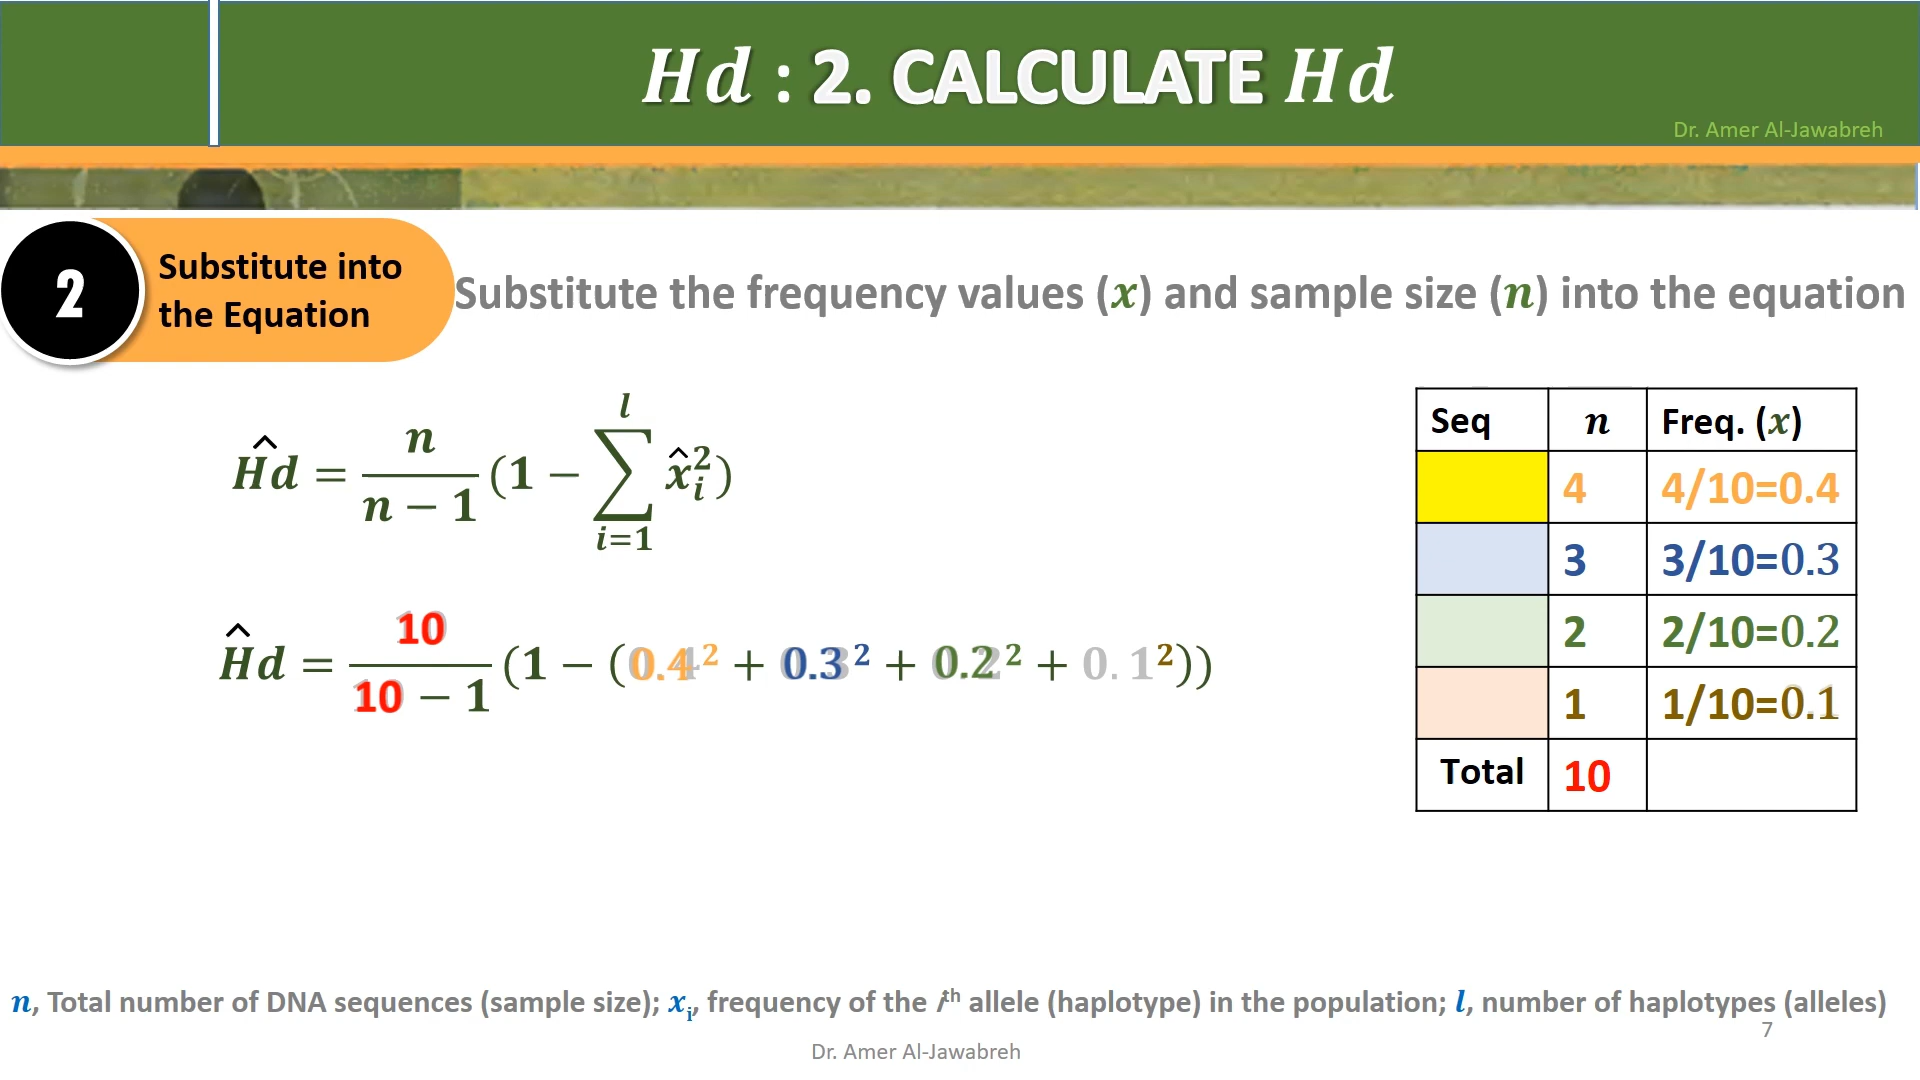 Hd : 2. CALCULATE Hd
Dr. Amer Al-Jawabreh
2
Substitute into
the Equation
Substitute the frequency values (x) and sample size (n) into the equation
Ĥd = n / (n − 1) (1 − ∑_{i=1}^{l} x̂_i²)
Ĥd = 10 / (10 − 1) (1 − (0.4² + 0.3² + 0.2² + 0.1²))
Seq n Freq. (x)
4 4/10=0.4
3 3/10=0.3
2 2/10=0.2
1 1/10=0.1
Total 10
n, Total number of DNA sequences (sample size); xᵢ, frequency of the iᵗʰ allele (haplotype) in the population; l, number of haplotypes (alleles)
7
Dr. Amer Al-Jawabreh